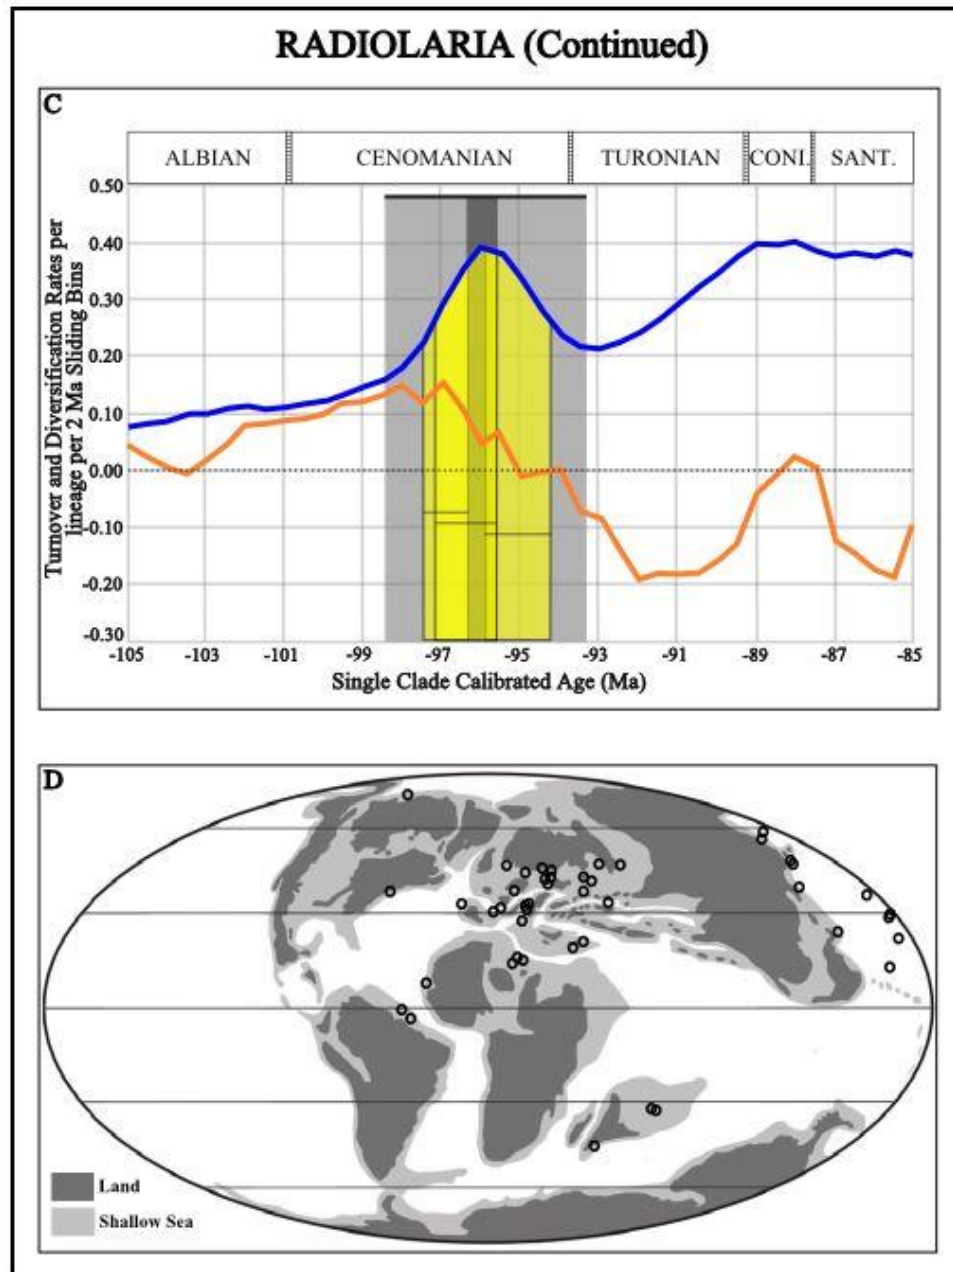 RADIOLARIA (Continued)
C
ALBIAN CENOMANIAN TURONIAN CONI. SANT.
Turnover and Diversification Rates per
lineage per 2 Ma Sliding Bins
0.50
0.40
0.30
0.20
0.10
0.00
-0.10
-0.20
-0.30
-105 -103 -101 -99 -97 -95 -93 -91 -89 -87 -85
Single Clade Calibrated Age (Ma)
D
Land
Shallow Sea